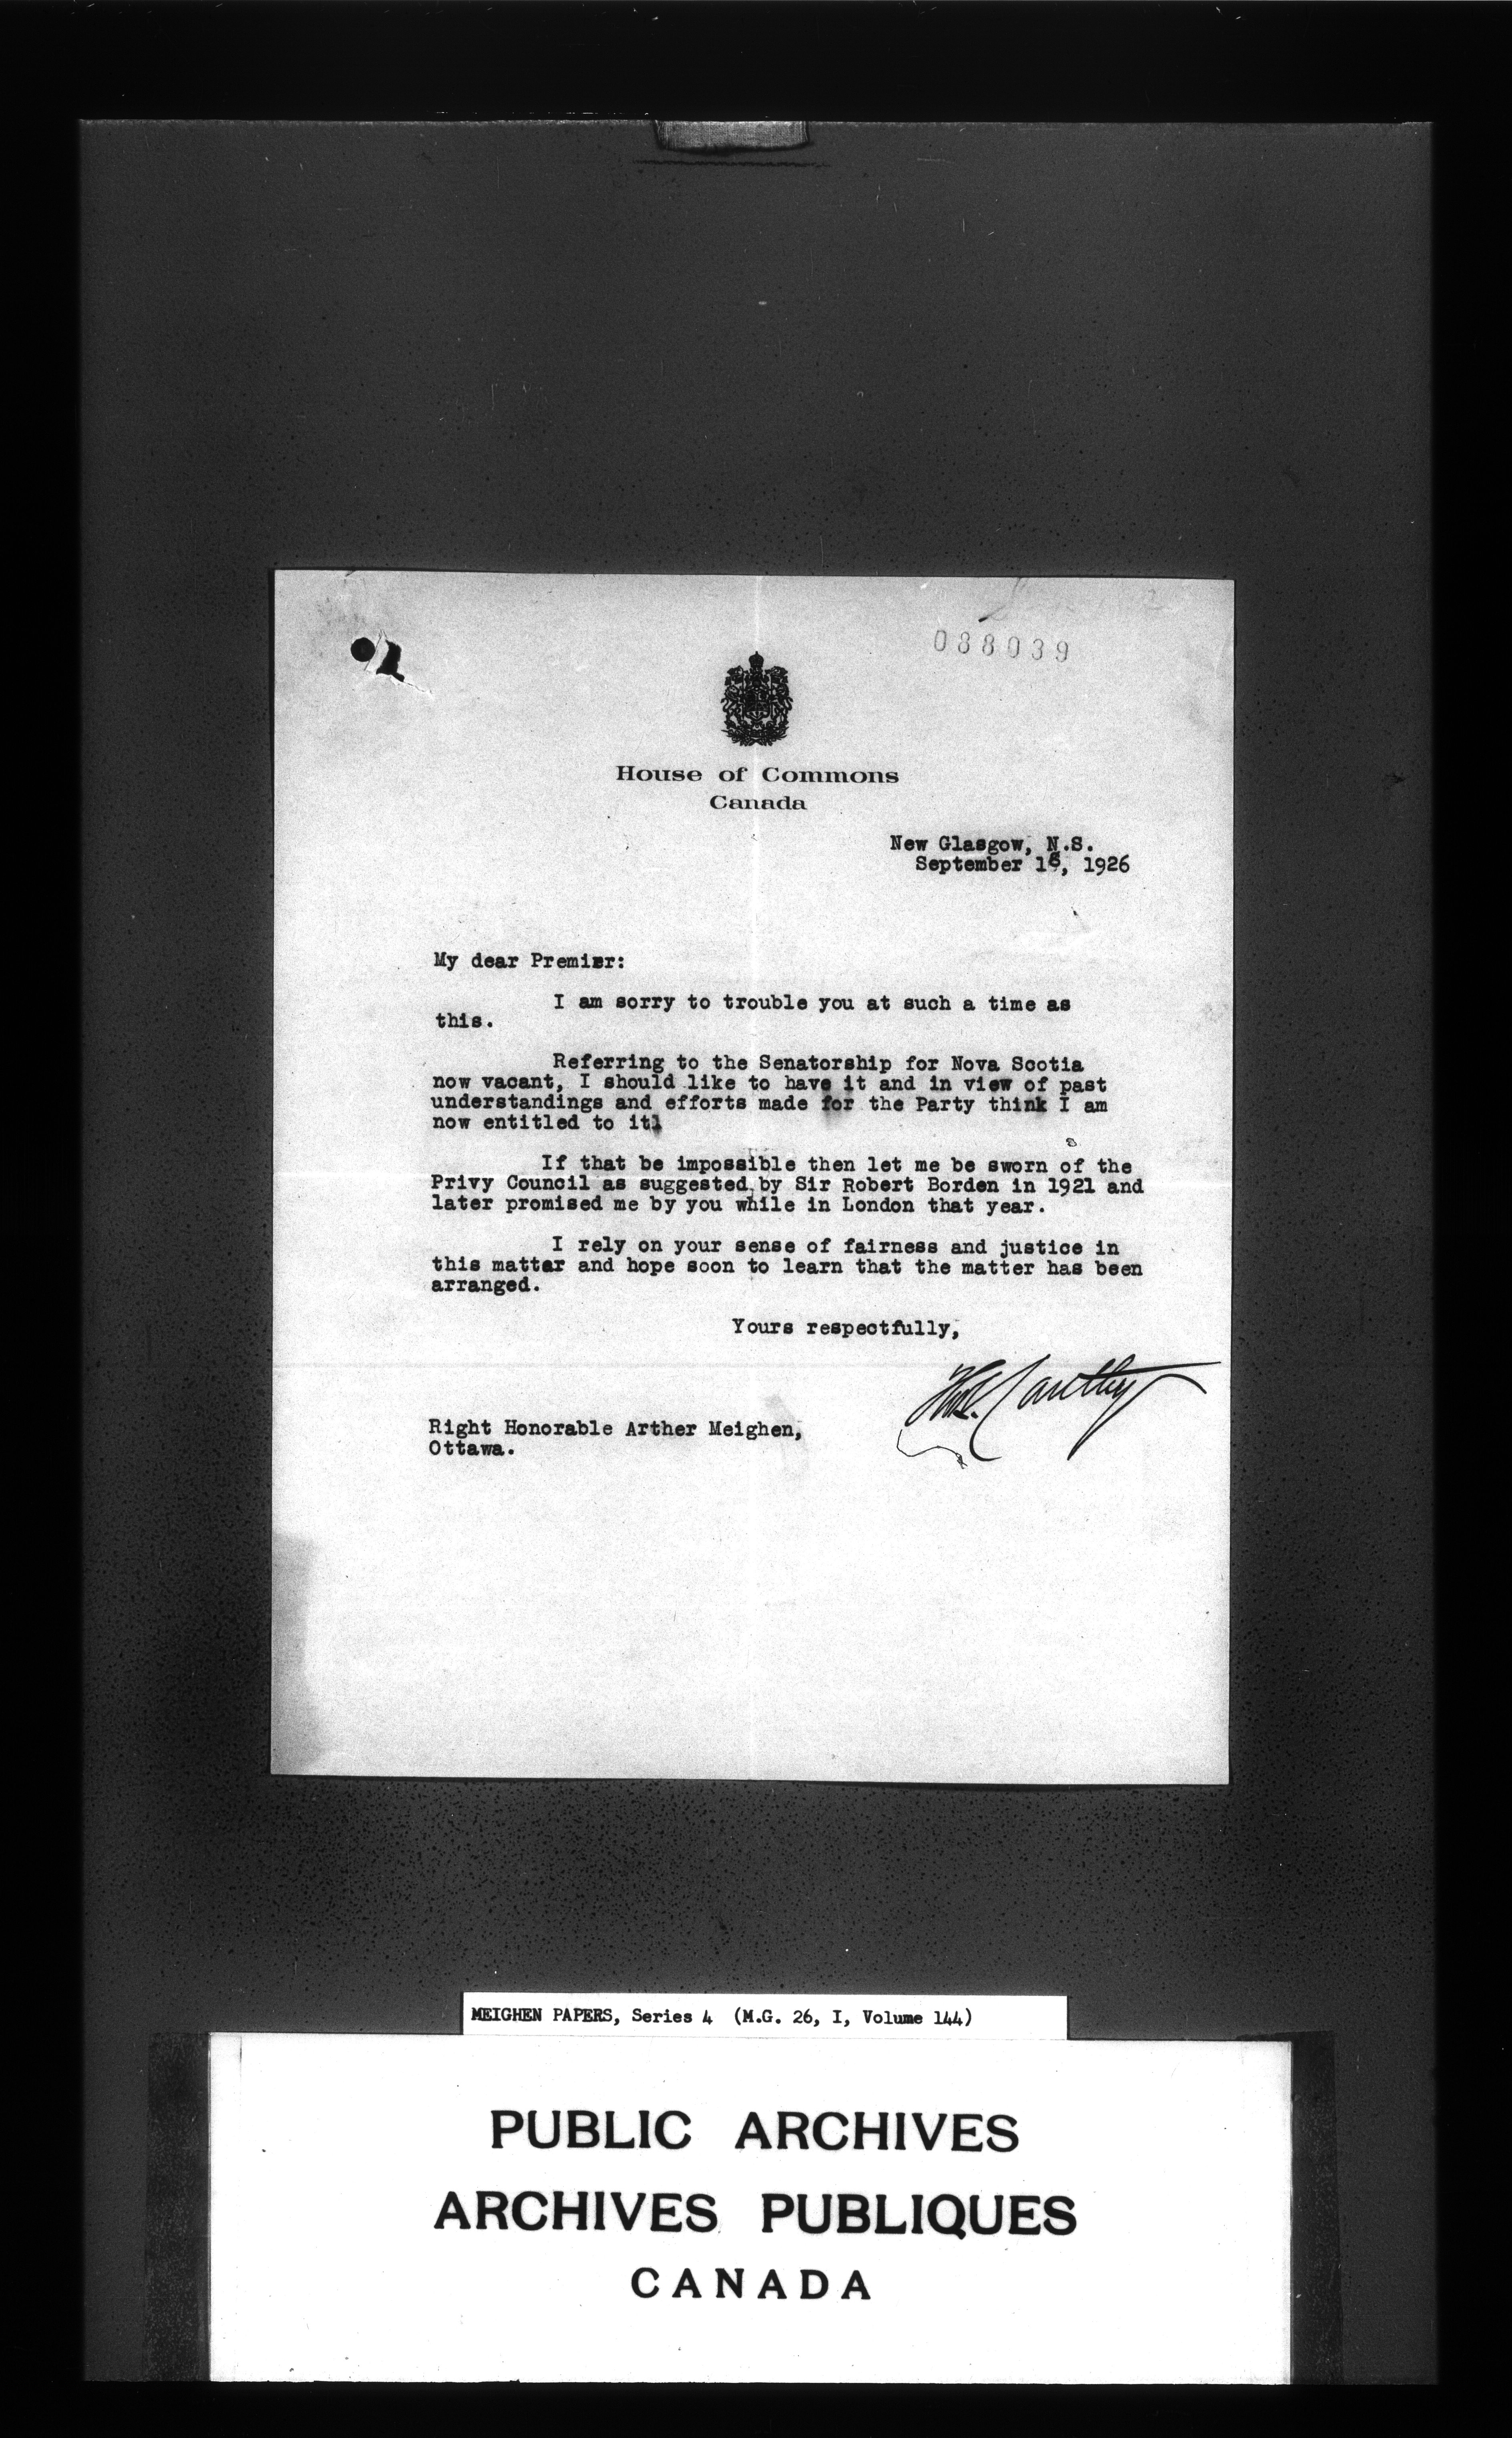 088039
House of Commons
Canada
New Glasgow, N.S.
September 16, 1926
My dear Premier:
I am sorry to trouble you at such a time as
this.
Referring to the Senatorship for Nova Scotia
now vacant, I should like to have it and in view of past
understandings and efforts made for the Party think I am
now entitled to it.
If that be impossible then let me be sworn of the
Privy Council as suggested by Sir Robert Borden in 1921 and
later promised me by you while in London that year.
I rely on your sense of fairness and justice in
this matter and hope soon to learn that the matter has been
arranged.
Yours respectfully,
Thos. Cantley
Right Honorable Arther Meighen,
Ottawa.
MEIGHEN PAPERS, Series 4 (M.G. 26, I, Volume 144)
PUBLIC ARCHIVES
ARCHIVES PUBLIQUES
CANADA